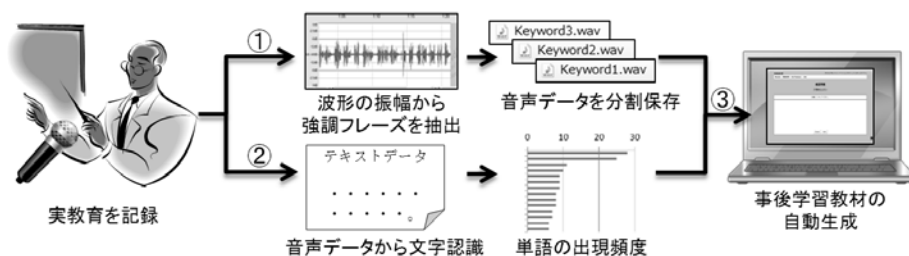 ①
Keyword3.wav
Keyword2.wav
Keyword1.wav
波形の振幅から
強調フレーズを抽出
音声データを分割保存
③
②
テキストデータ
0 10 20 30
実教育を記録
音声データから文字認識
単語の出現頻度
事後学習教材の
自動生成